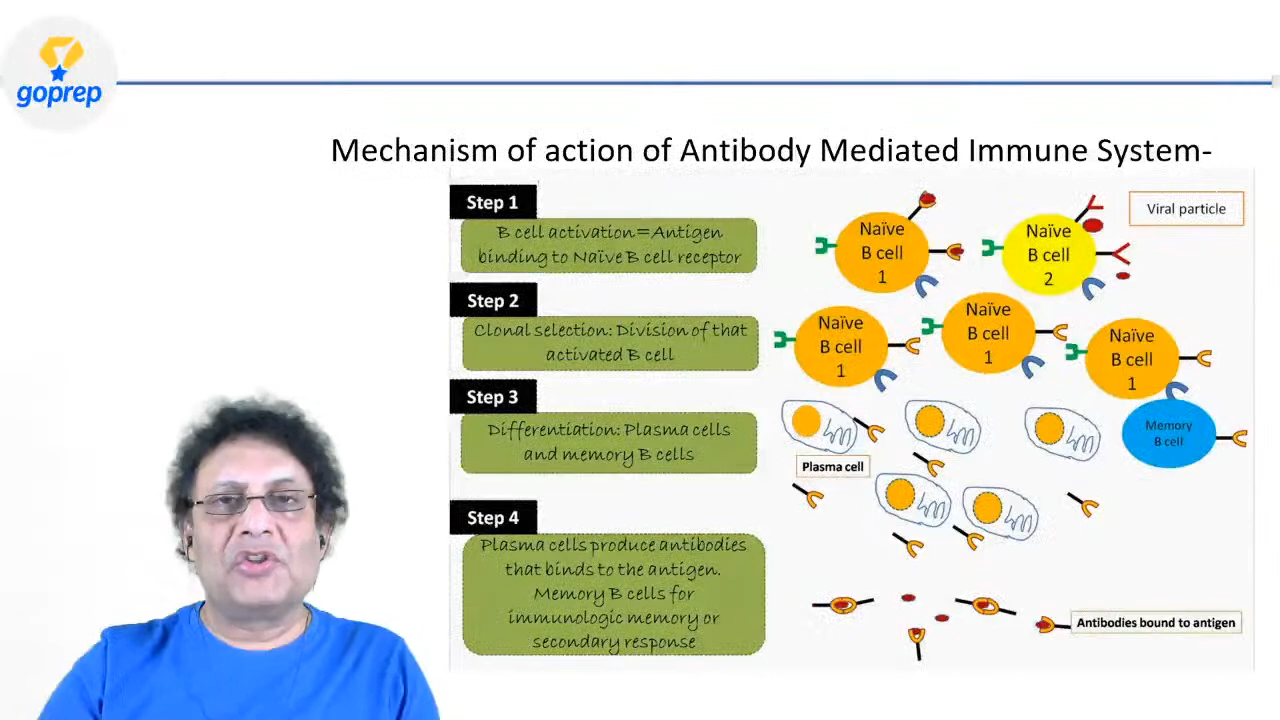 goprep
Mechanism of action of Antibody Mediated Immune System-
Step 1
B cell activation=Antigen
binding to Naïve B cell receptor
Naïve
B cell
1
Naïve
B cell
2
Viral particle
Step 2
Clonal selection: Division of that
activated B cell
Naïve
B cell
1
Naïve
B cell
1
Naïve
B cell
1
Step 3
Differentiation: Plasma cells
and memory B cells
Memory
B cell
Plasma cell
Step 4
Plasma cells produce antibodies
that binds to the antigen.
Memory B cells for
immunologic memory or
secondary response
Antibodies bound to antigen